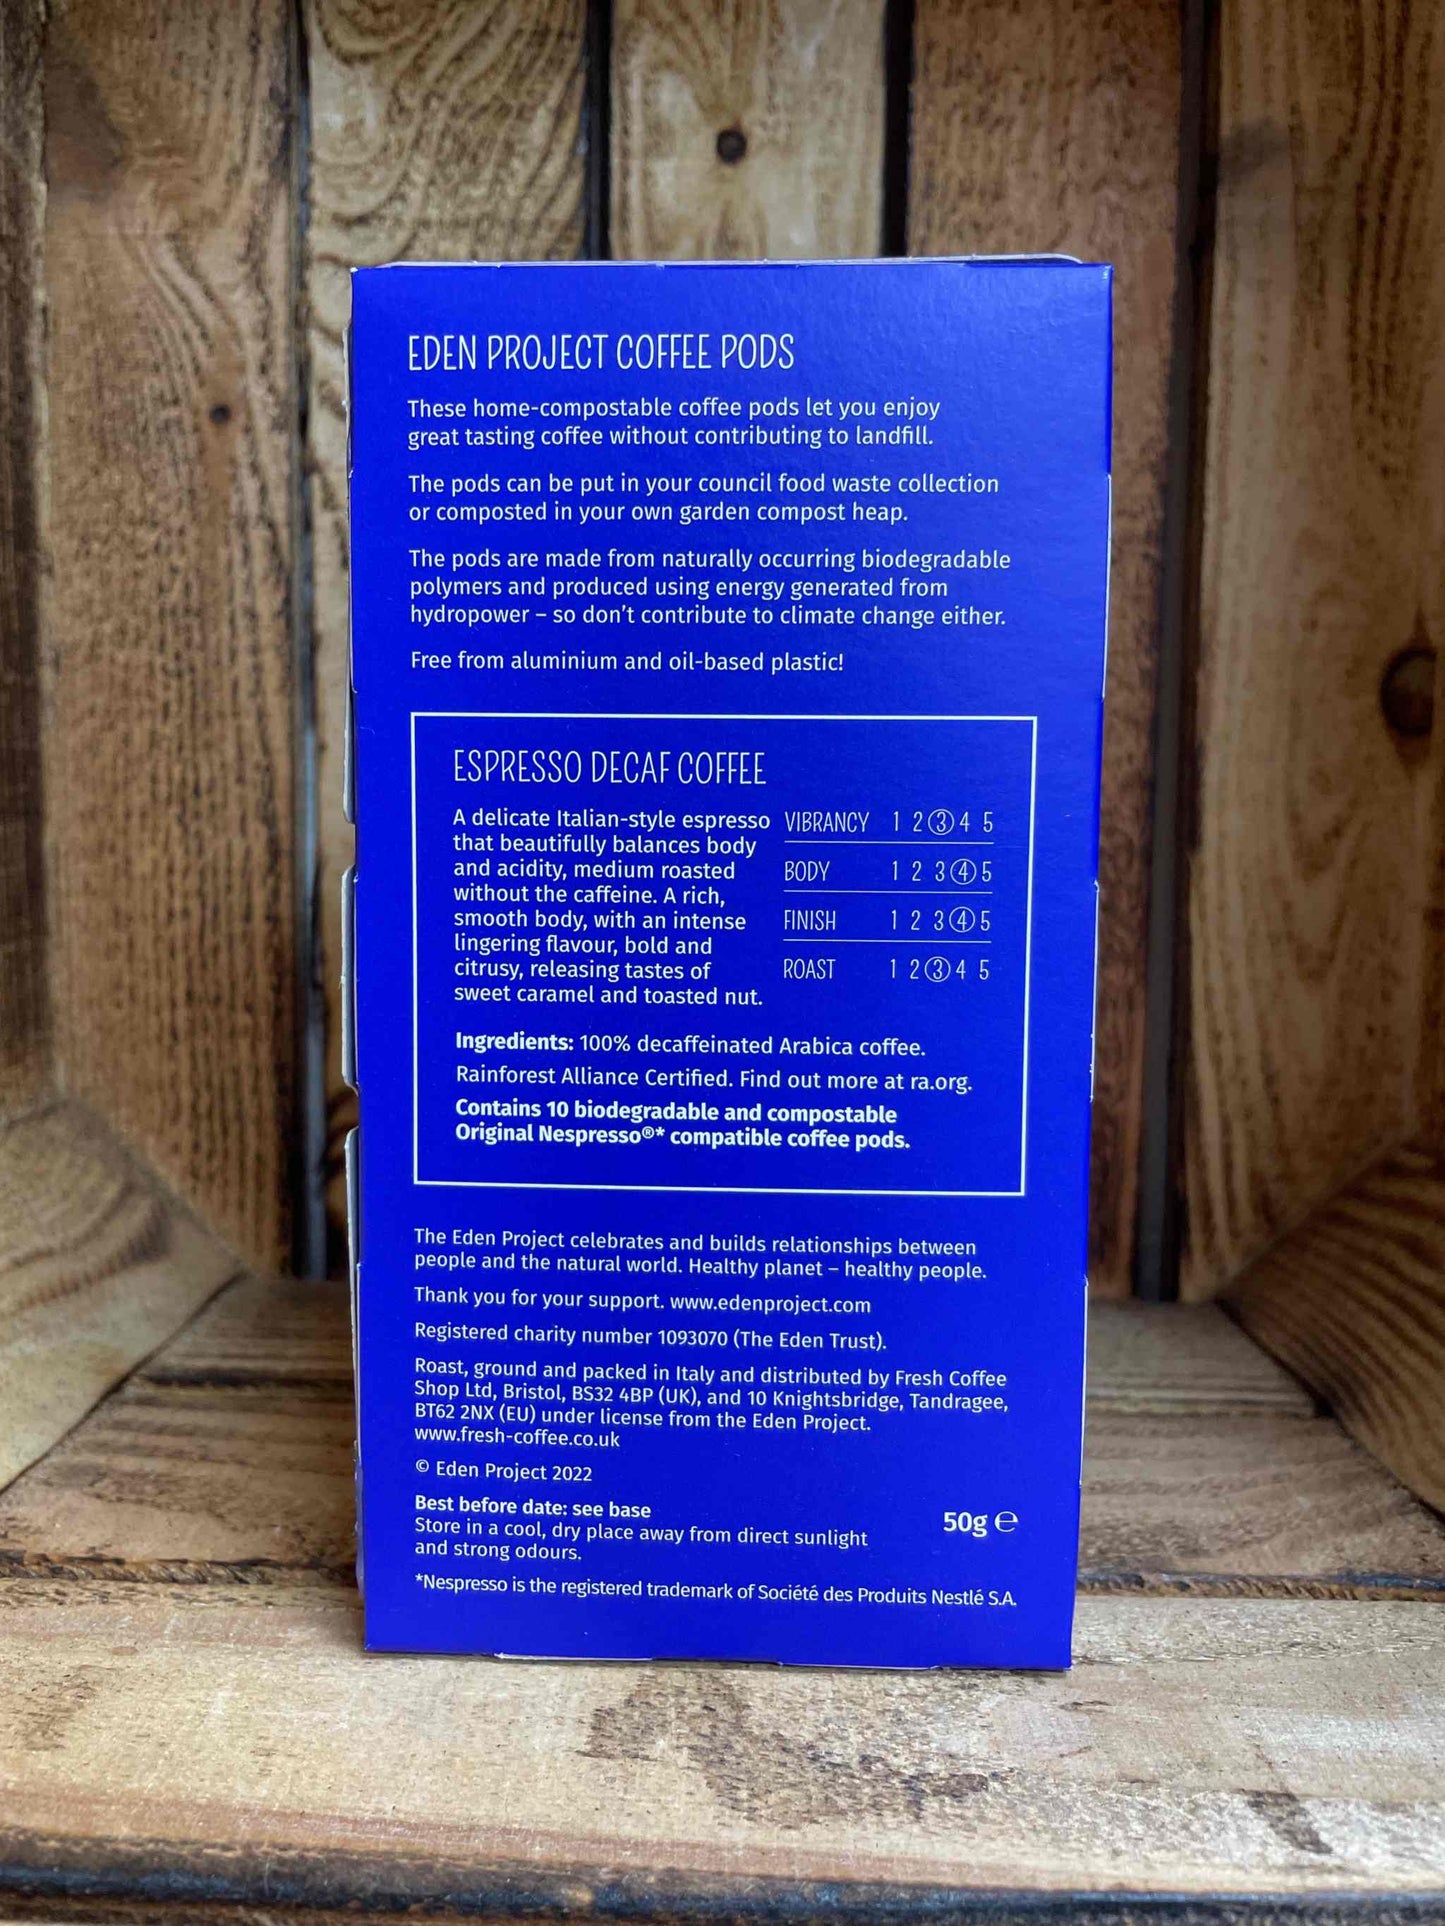 EDEN PROJECT COFFEE PODS
These home-compostable coffee pods let you enjoy
great tasting coffee without contributing to landfill.
The pods can be put in your council food waste collection
or composted in your own garden compost heap.
The pods are made from naturally occurring biodegradable
polymers and produced using energy generated from
hydropower – so don't contribute to climate change either.
Free from aluminium and oil-based plastic!
ESPRESSO DECAF COFFEE
A delicate Italian-style espresso
that beautifully balances body
and acidity, medium roasted
without the caffeine. A rich,
smooth body, with an intense
lingering flavour, bold and
citrusy, releasing tastes of
sweet caramel and toasted nut.
VIBRANCY 1 2 3 4 5
BODY 1 2 3 4 5
FINISH 1 2 3 4 5
ROAST 1 2 3 4 5
Ingredients: 100% decaffeinated Arabica coffee.
Rainforest Alliance Certified. Find out more at ra.org.
Contains 10 biodegradable and compostable
Original Nespresso®* compatible coffee pods.
The Eden Project celebrates and builds relationships between
people and the natural world. Healthy planet – healthy people.
Thank you for your support. www.edenproject.com
Registered charity number 1093070 (The Eden Trust).
Roast, ground and packed in Italy and distributed by Fresh Coffee
Shop Ltd, Bristol, BS32 4BP (UK), and 10 Knightsbridge, Tandragee,
BT62 2NX (EU) under license from the Eden Project.
www.fresh-coffee.co.uk
© Eden Project 2022
Best before date: see base
Store in a cool, dry place away from direct sunlight
and strong odours.
50g ℮
*Nespresso is the registered trademark of Société des Produits Nestlé S.A.